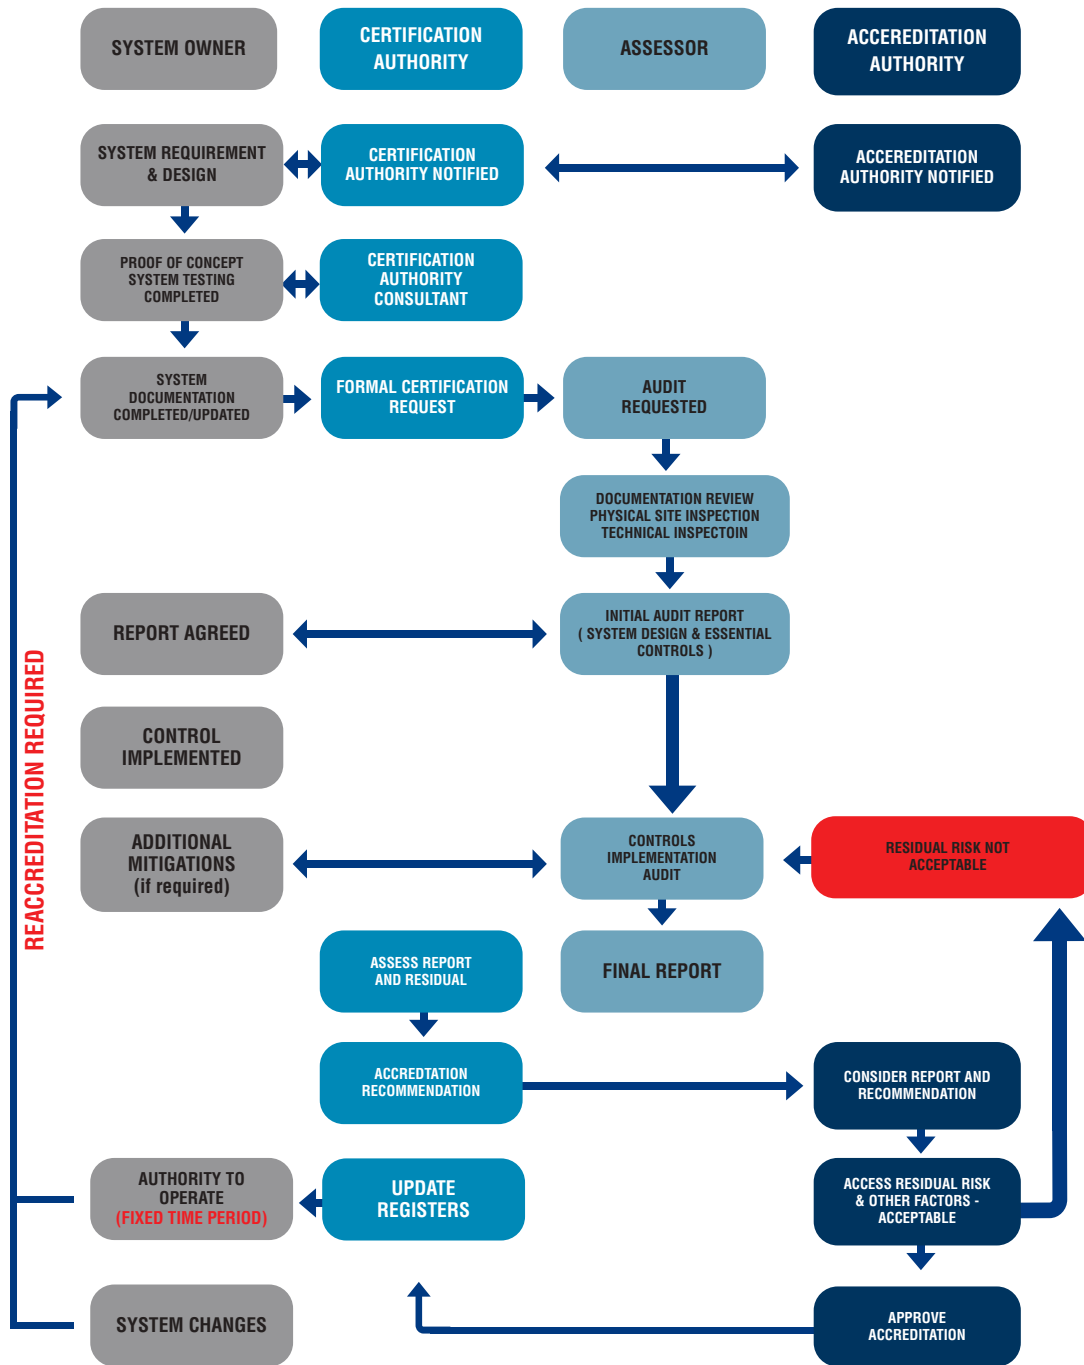 SYSTEM OWNER
CERTIFICATION
AUTHORITY
ASSESSOR
ACCEREDITATION
AUTHORITY
SYSTEM REQUIREMENT
& DESIGN
CERTIFICATION
AUTHORITY NOTIFIED
ACCEREDITATION
AUTHORITY NOTIFIED
PROOF OF CONCEPT
SYSTEM TESTING
COMPLETED
CERTIFICATION
AUTHORITY
CONSULTANT
SYSTEM
DOCUMENTATION
COMPLETED/UPDATED
FORMAL CERTIFICATION
REQUEST
AUDIT
REQUESTED
DOCUMENTATION REVIEW
PHYSICAL SITE INSPECTION
TECHNICAL INSPECTOIN
REPORT AGREED
INITIAL AUDIT REPORT
( SYSTEM DESIGN & ESSENTIAL
CONTROLS )
REACCREDITATION REQUIRED
CONTROL
IMPLEMENTED
ADDITIONAL
MITIGATIONS
(if required)
CONTROLS
IMPLEMENTATION
AUDIT
RESIDUAL RISK NOT
ACCEPTABLE
ASSESS REPORT
AND RESIDUAL
FINAL REPORT
ACCREDTATION
RECOMMENDATION
CONSIDER REPORT AND
RECOMMENDATION
AUTHORITY TO
OPERATE
(FIXED TIME PERIOD)
UPDATE
REGISTERS
ACCESS RESIDUAL RISK
& OTHER FACTORS -
ACCEPTABLE
SYSTEM CHANGES
APPROVE
ACCREDITATION